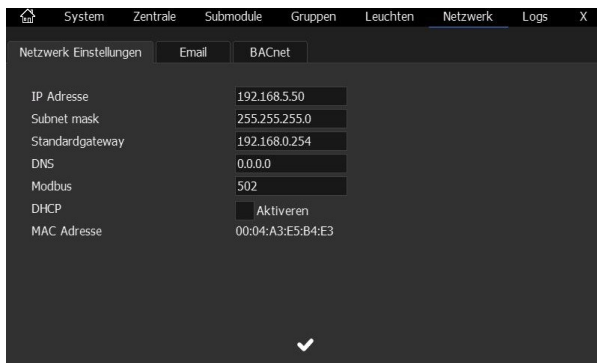 System Zentrale Submodule Gruppen Leuchten Netzwerk Logs X
Netzwerk Einstellungen Email BACnet
IP Adresse 192.168.5.50
Subnet mask 255.255.255.0
Standardgateway 192.168.0.254
DNS 0.0.0.0
Modbus 502
DHCP Aktiveren
MAC Adresse 00:04:A3:E5:B4:E3